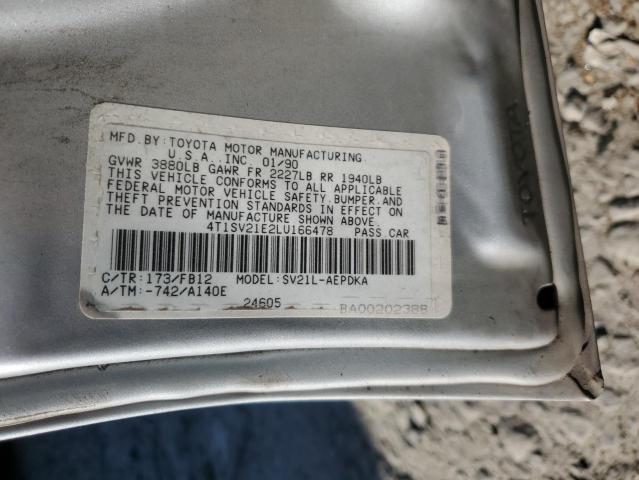 MFD.BY:TOYOTA MOTOR MANUFACTURING,
U.S.A., INC. 01/90
GVWR 3880LB GAWR FR 2227LB RR 1940LB
THIS VEHICLE CONFORMS TO ALL APPLICABLE
FEDERAL MOTOR VEHICLE SAFETY,BUMPER,AND
THEFT PREVENTION STANDARDS IN EFFECT ON
THE DATE OF MANUFACTURE SHOWN ABOVE.
4T1SV21E2LU166478 PASS.CAR
C/TR:173/FB12 MODEL:SV21L-AEPDKA
A/TM:-742/A140E
24605
BA0020238B
TOYOTA